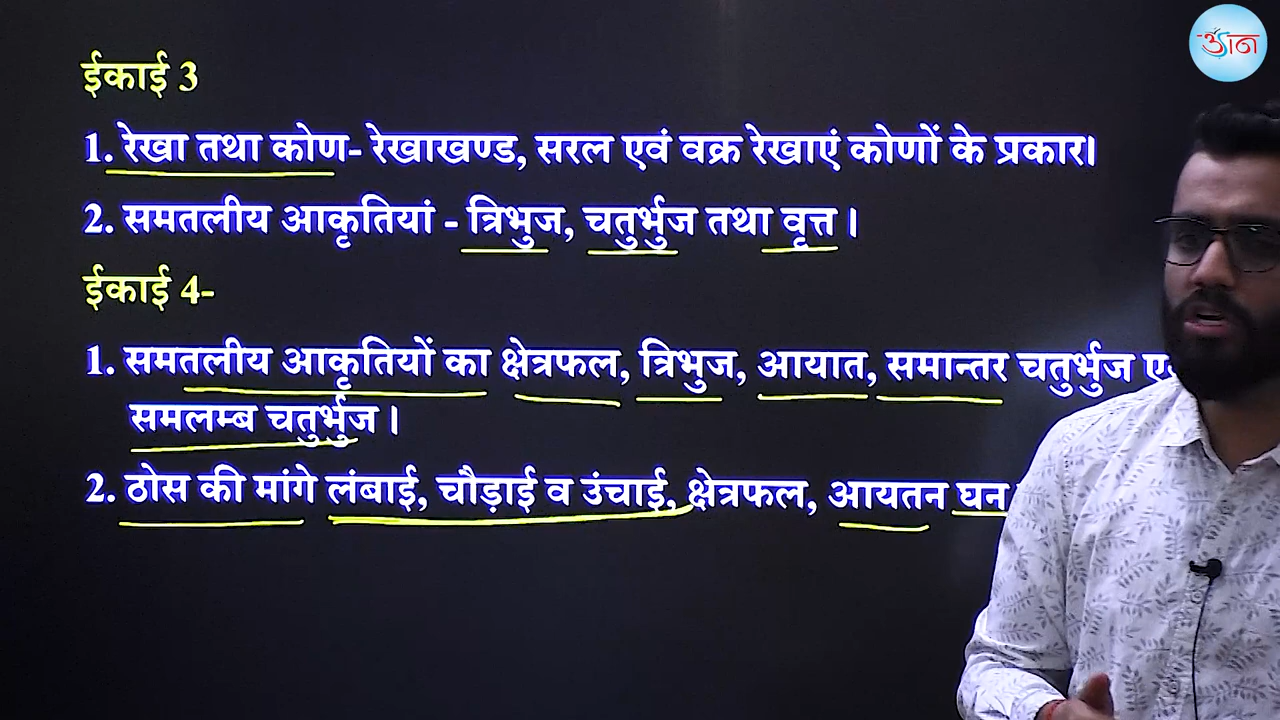 उड़ान
ईकाई 3
1. रेखा तथा कोण- रेखाखण्ड, सरल एवं वक्र रेखाएं कोणों के प्रकार।
2. समतलीय आकृतियां - त्रिभुज, चतुर्भुज तथा वृत्त ।
ईकाई 4-
1. समतलीय आकृतियों का क्षेत्रफल, त्रिभुज, आयात, समान्तर चतुर्भुज
समलम्ब चतुर्भुज ।
2. ठोस की मांगे लंबाई, चौड़ाई व उंचाई, क्षेत्रफल, आयतन घन